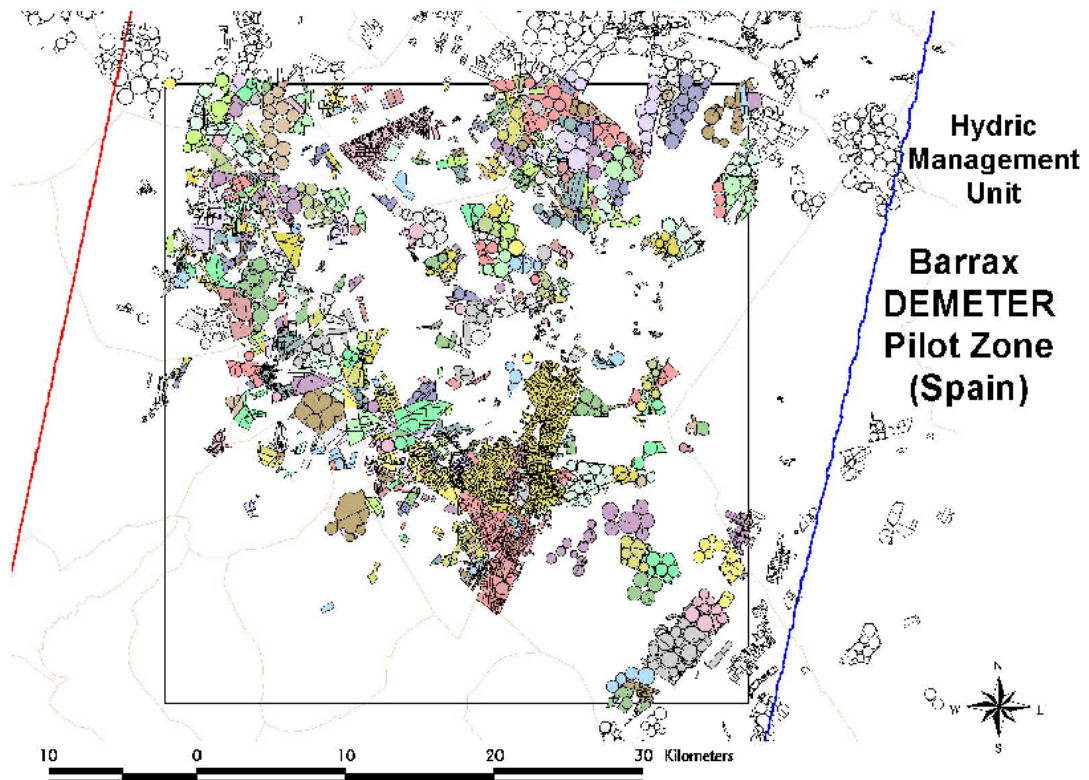 Hydric
Management
Unit
Barrax
DEMETER
Pilot Zone
(Spain)
N
W
S
10 0 10 20 30 Kilometers